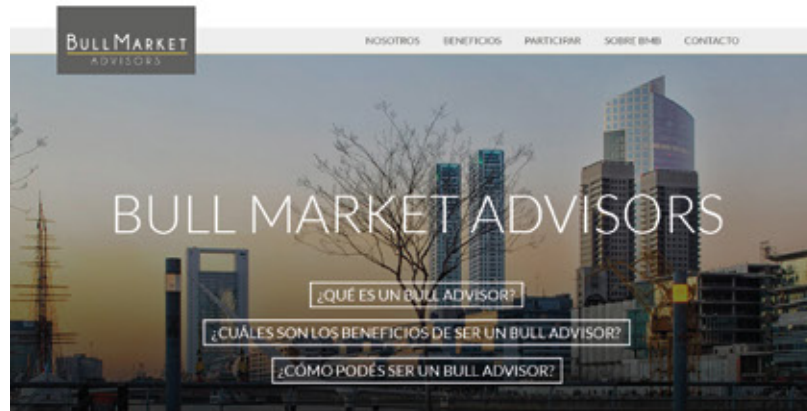 BULLMARKET
ADVISORS
NOSOTROS BENEFICIOS PARTICIPAR SOBRE BMB CONTACTO
BULL MARKET ADVISORS
¿QUÉ ES UN BULL ADVISOR?
¿CUÁLES SON LOS BENEFICIOS DE SER UN BULL ADVISOR?
¿CÓMO PODÉS SER UN BULL ADVISOR?